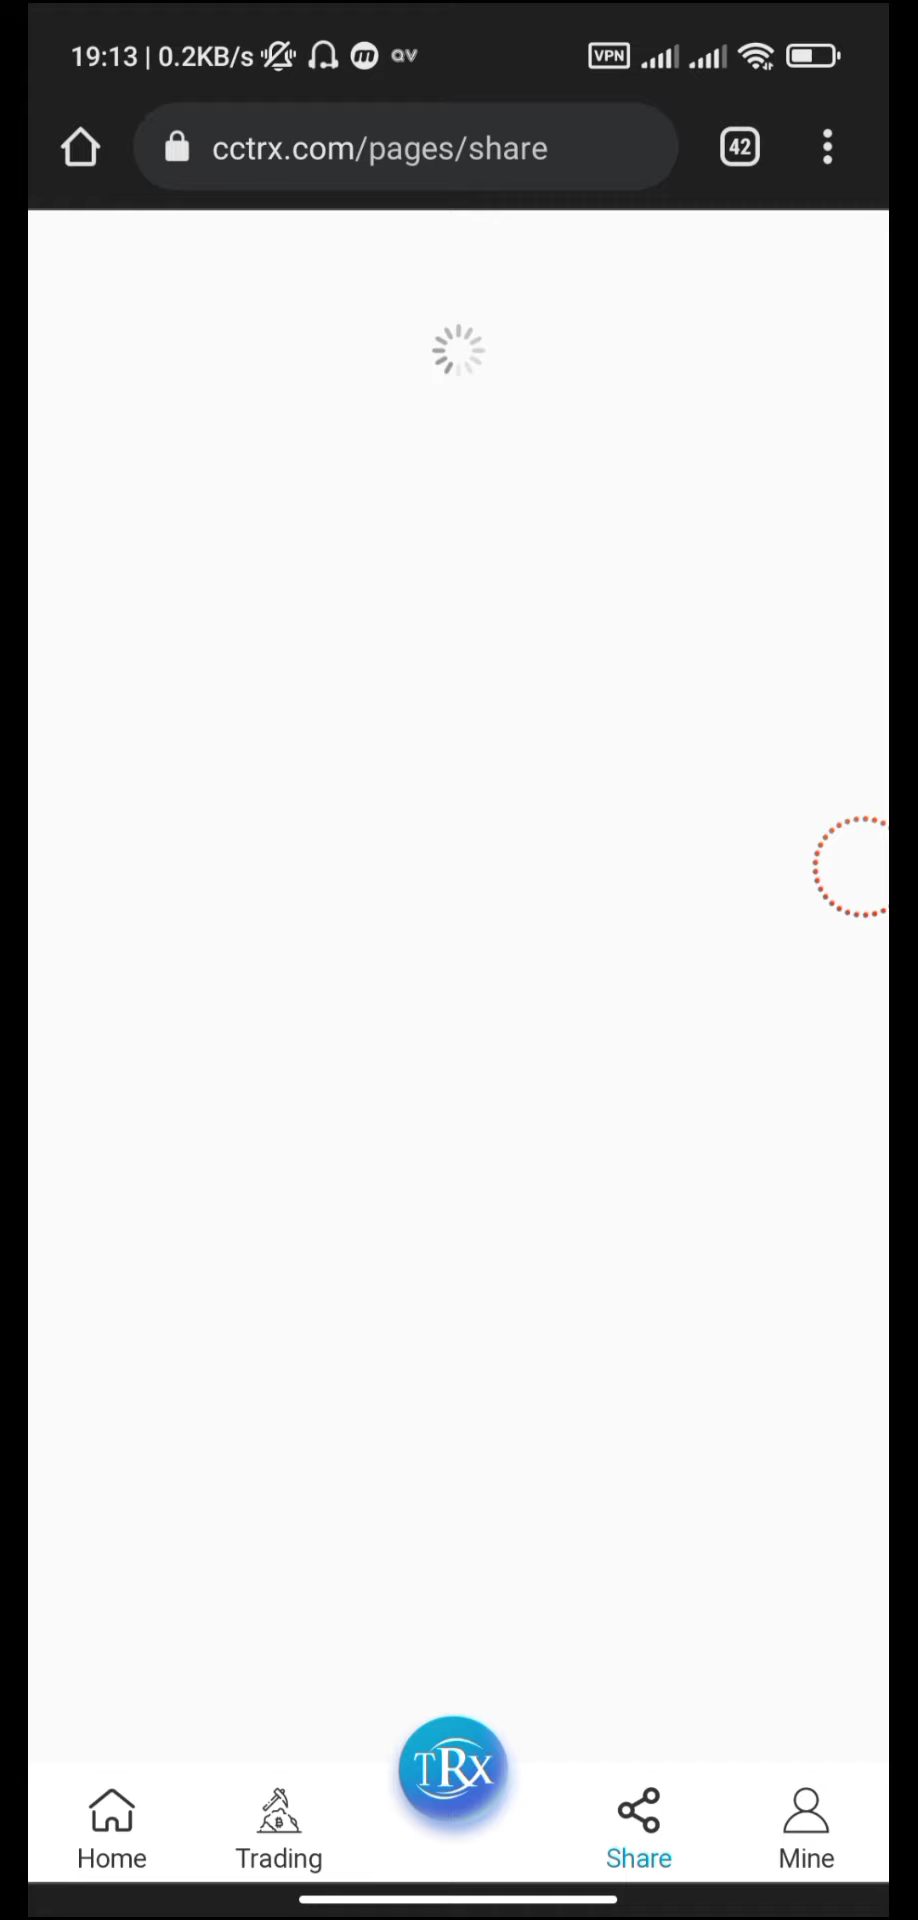 19:13 | 0.2KB/s
VPN
cctrx.com/pages/share
42
TRX
Home
Trading
Share
Mine